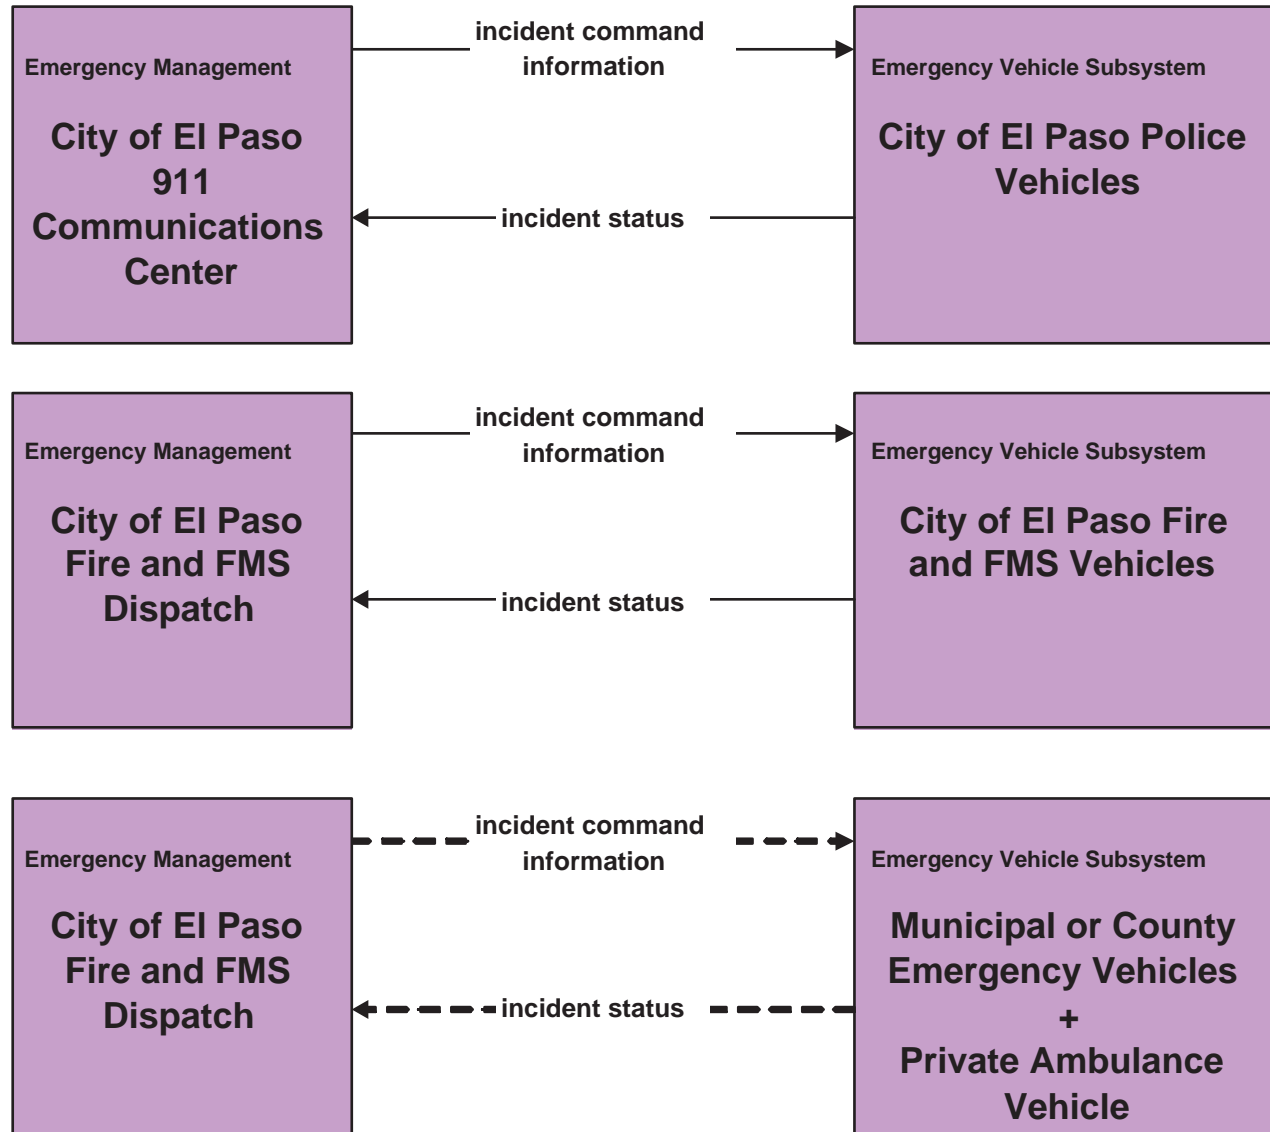 Emergency Management
City of El Paso
911
Communications
Center
incident command
information
incident status
Emergency Vehicle Subsystem
City of El Paso Police
Vehicles
Emergency Management
City of El Paso
Fire and FMS
Dispatch
incident command
information
incident status
Emergency Vehicle Subsystem
City of El Paso Fire
and FMS Vehicles
Emergency Management
City of El Paso
Fire and FMS
Dispatch
incident command
information
incident status
Emergency Vehicle Subsystem
Municipal or County
Emergency Vehicles
+
Private Ambulance
Vehicle